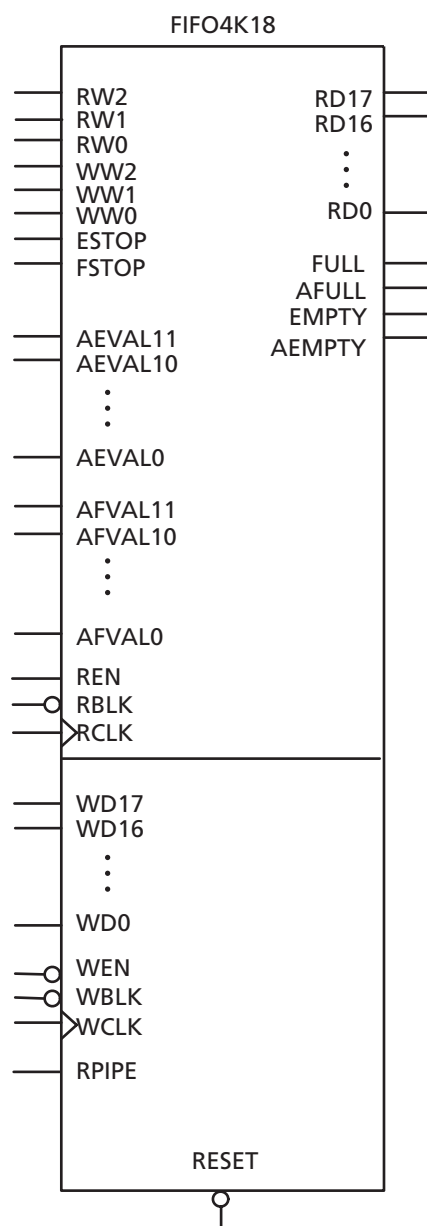 FIFO4K18
RW2
RW1
RW0
WW2
WW1
WW0
ESTOP
FSTOP
AEVAL11
AEVAL10
AEVAL0
AFVAL11
AFVAL10
AFVAL0
REN
RBLK
RCLK
RD17
RD16
RD0
FULL
AFULL
EMPTY
AEMPTY
WD17
WD16
WD0
WEN
WBLK
WCLK
RPIPE
RESET